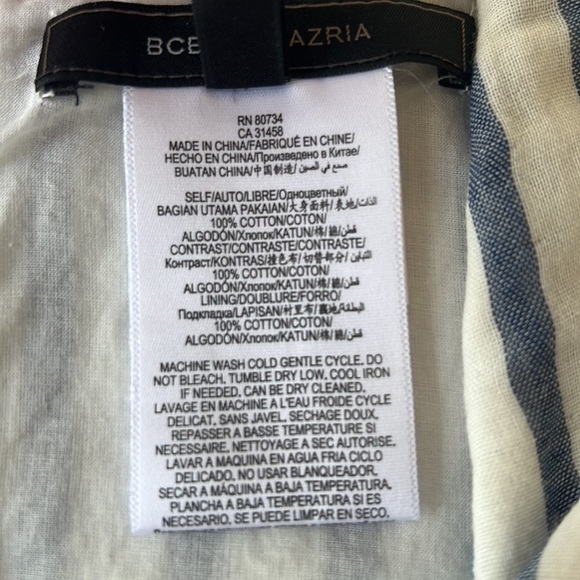 BCB AZRIA
RN 80734
CA 31458
MADE IN CHINA/FABRIQUÉ EN CHINE/
HECHO EN CHINA/Произведено в Китае/
BUATAN CHINA/中国制造/صنع في الصين
SELF/AUTO/LIBRE/Одноцветный/
BAGIAN UTAMA PAKAIAN/大身面料/表地/الذات
100% COTTON/COTON/
ALGODÓN/Хлопок/KATUN/棉/綿/قطن
CONTRAST/CONTRASTE/CONTRASTE/
Контраст/KONTRAS/撞色布/切替部分/التباين
100% COTTON/COTON/
ALGODÓN/Хлопок/KATUN/棉/綿/قطن
LINING/DOUBLURE/FORRO/
Подкладка/LAPISAN/衬里布/裏地/البطانة
100% COTTON/COTON/
ALGODÓN/Хлопок/KATUN/棉/綿/قطن
MACHINE WASH COLD GENTLE CYCLE. DO
NOT BLEACH. TUMBLE DRY LOW. COOL IRON
IF NEEDED. CAN BE DRY CLEANED.
LAVAGE EN MACHINE A L'EAU FROIDE CYCLE
DELICAT. SANS JAVEL. SECHAGE DOUX.
REPASSER A BASSE TEMPERATURE SI
NECESSAIRE. NETTOYAGE A SEC AUTORISE.
LAVAR A MAQUINA EN AGUA FRIA CICLO
DELICADO. NO USAR BLANQUEADOR.
SECAR A MÁQUINA A BAJA TEMPERATURA.
PLANCHA A BAJA TEMPERATURA SI ES
NECESARIO. SE PUEDE LIMPAR EN SECO.